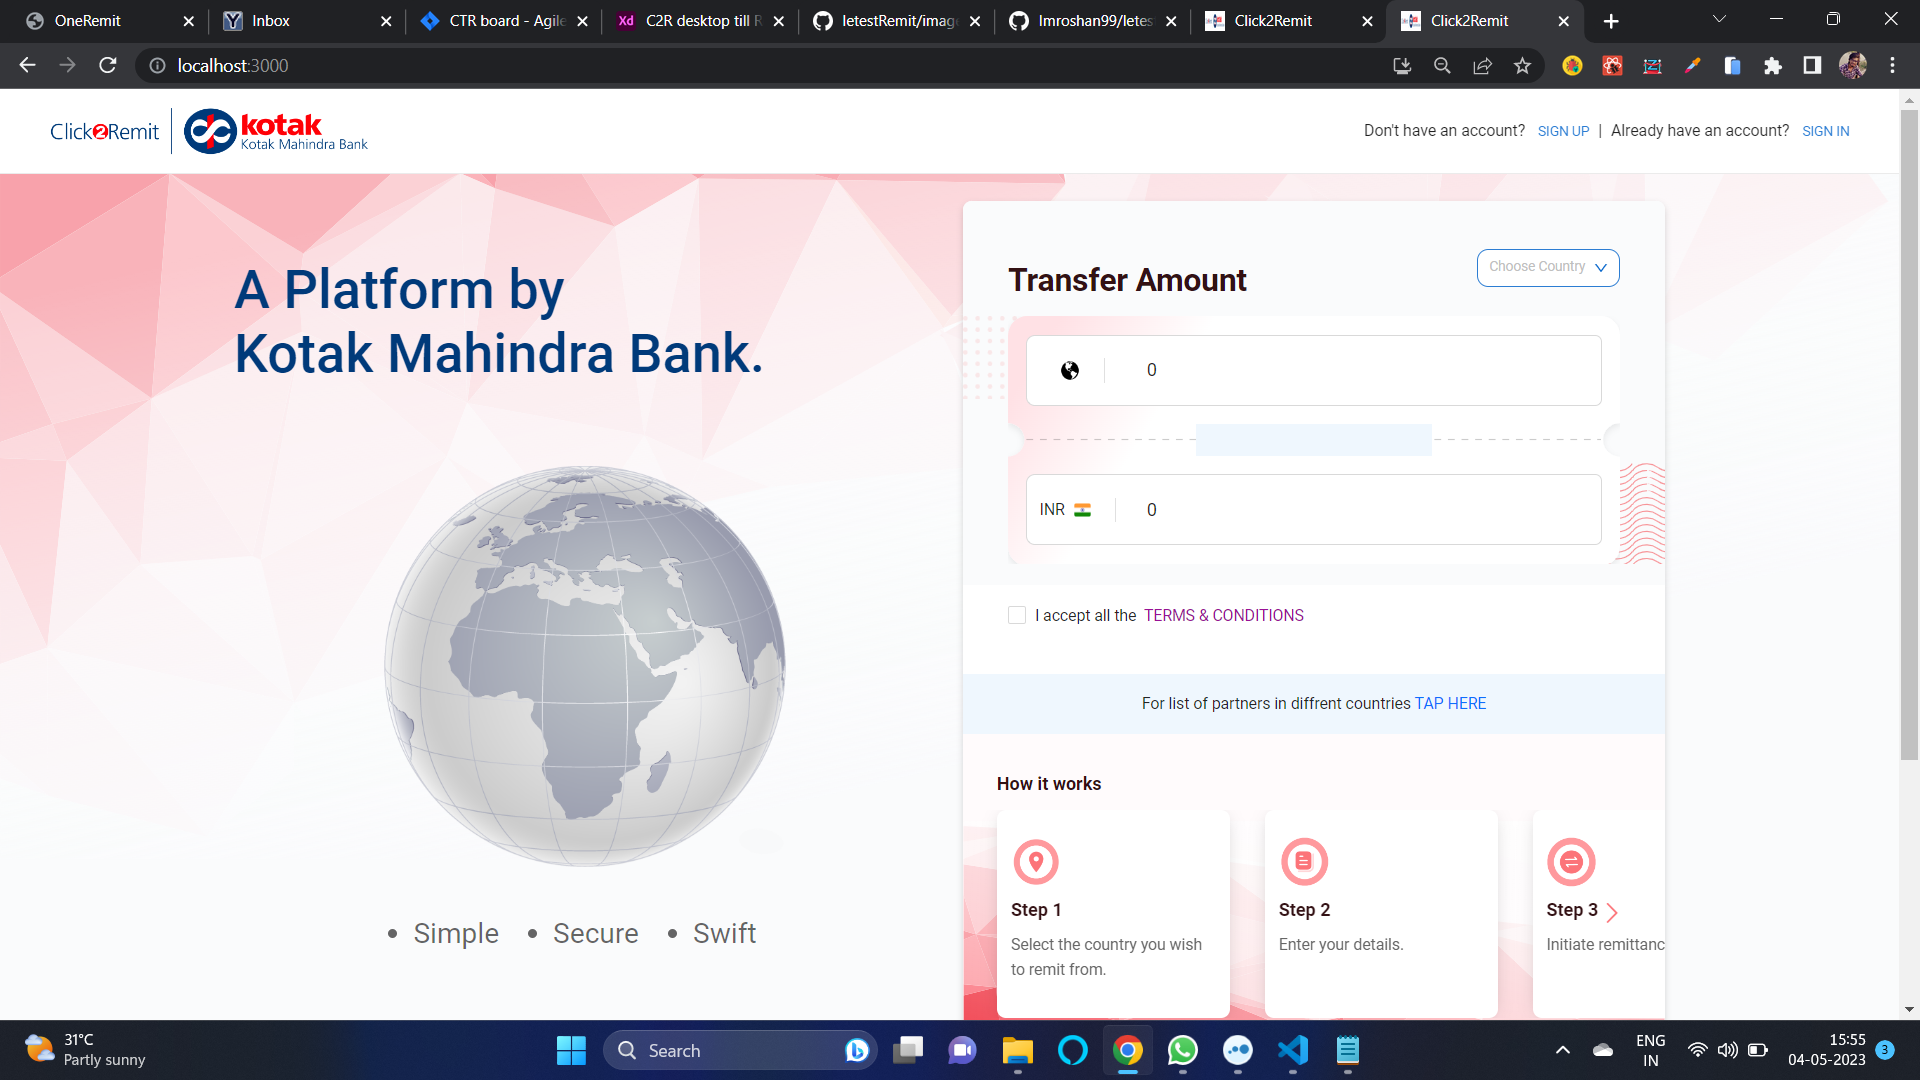 OneRemit
Inbox
CTR board - Agile
C2R desktop till R
letestRemit/image
Imroshan99/letes
Click2Remit
Click2Remit
localhost:3000
Click2Remit
kotak
Kotak Mahindra Bank
Don't have an account? SIGN UP | Already have an account? SIGN IN
A Platform by
Kotak Mahindra Bank.
Simple
Secure
Swift
Transfer Amount
Choose Country
0
INR
0
I accept all the TERMS & CONDITIONS
For list of partners in diffrent countries TAP HERE
How it works
Step 1
Select the country you wish
to remit from.
Step 2
Enter your details.
Step 3
Initiate remittanc
31°C
Partly sunny
Search
ENG
IN
15:55
04-05-2023
3